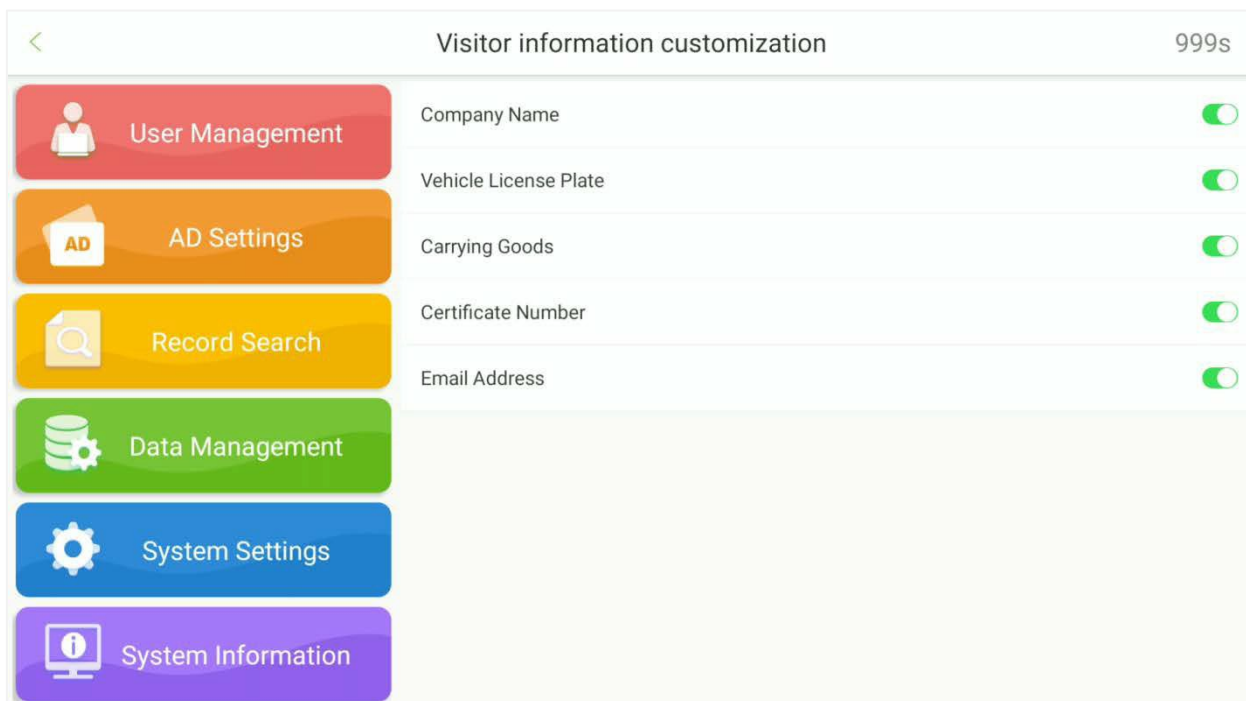 Visitor information customization
999s
User Management
AD
AD Settings
Record Search
Data Management
System Settings
System Information
Company Name
Vehicle License Plate
Carrying Goods
Certificate Number
Email Address